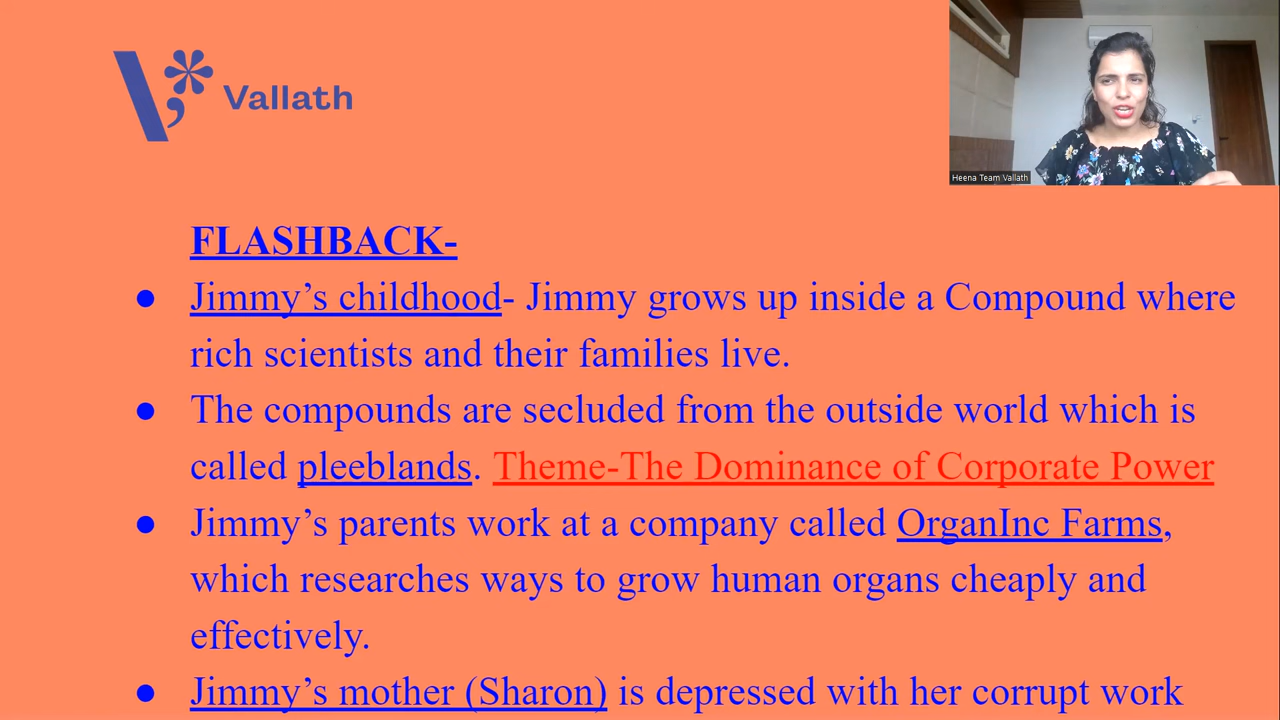 Vallath
Heena Team Vallath
FLASHBACK-
● Jimmy’s childhood- Jimmy grows up inside a Compound where
rich scientists and their families live.
● The compounds are secluded from the outside world which is
called pleeblands. Theme-The Dominance of Corporate Power
● Jimmy’s parents work at a company called OrganInc Farms,
which researches ways to grow human organs cheaply and
effectively.
● Jimmy’s mother (Sharon) is depressed with her corrupt work